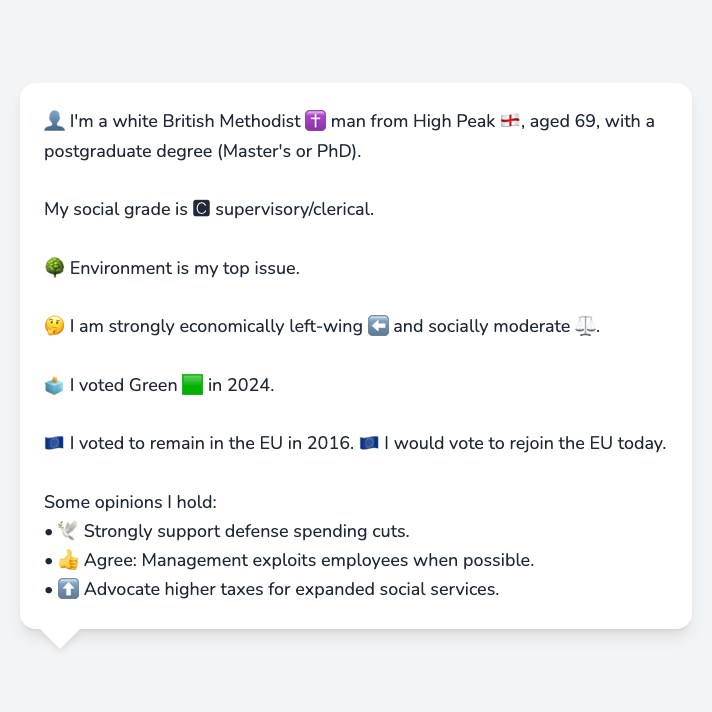 👤 I'm a white British Methodist ✝️ man from High Peak 🏴󠁧󠁢󠁥󠁮󠁧󠁿, aged 69, with a
postgraduate degree (Master's or PhD).
My social grade is 🅲 supervisory/clerical.
🌳 Environment is my top issue.
🤔 I am strongly economically left-wing ⬅️ and socially moderate ⚖️.
🗳️ I voted Green 🟩 in 2024.
🇪🇺 I voted to remain in the EU in 2016. 🇪🇺 I would vote to rejoin the EU today.
Some opinions I hold:
• 🕊️ Strongly support defense spending cuts.
• 👍 Agree: Management exploits employees when possible.
• ⬆️ Advocate higher taxes for expanded social services.